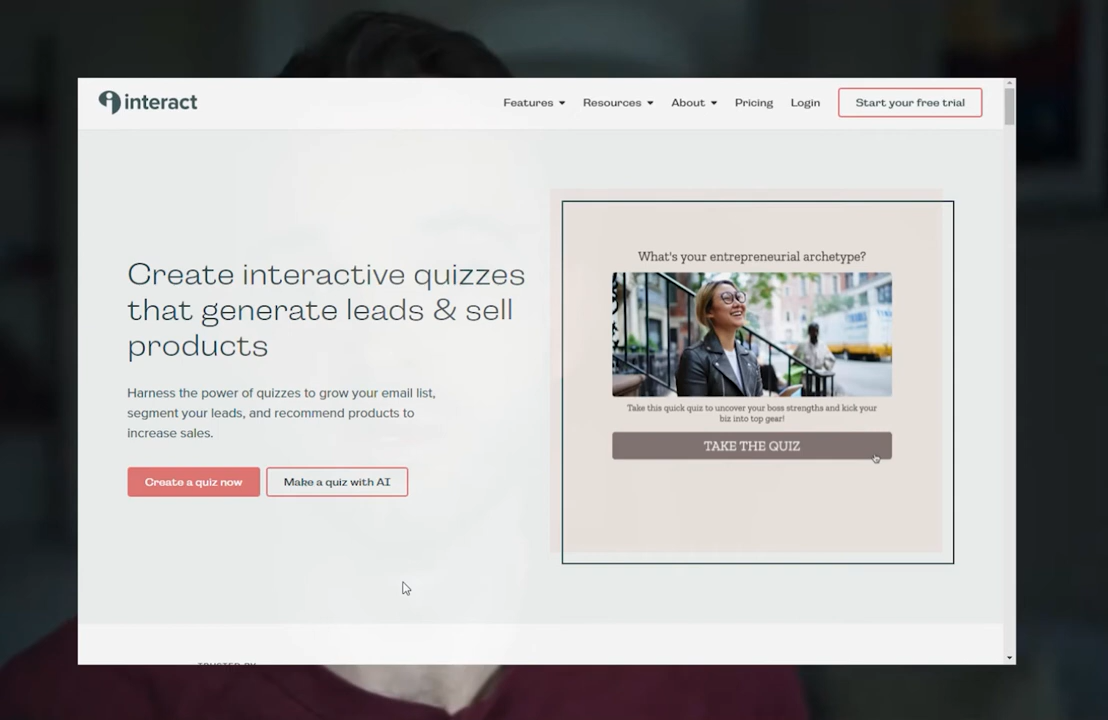 interact
Features
Resources
About
Pricing
Login
Start your free trial
Create interactive quizzes
that generate leads & sell
products
Harness the power of quizzes to grow your email list,
segment your leads, and recommend products to
increase sales.
Create a quiz now
Make a quiz with AI
What's your entrepreneurial archetype?
Take this quick quiz to uncover your boss strengths and kick your
biz into top gear!
TAKE THE QUIZ
TRUSTED BY